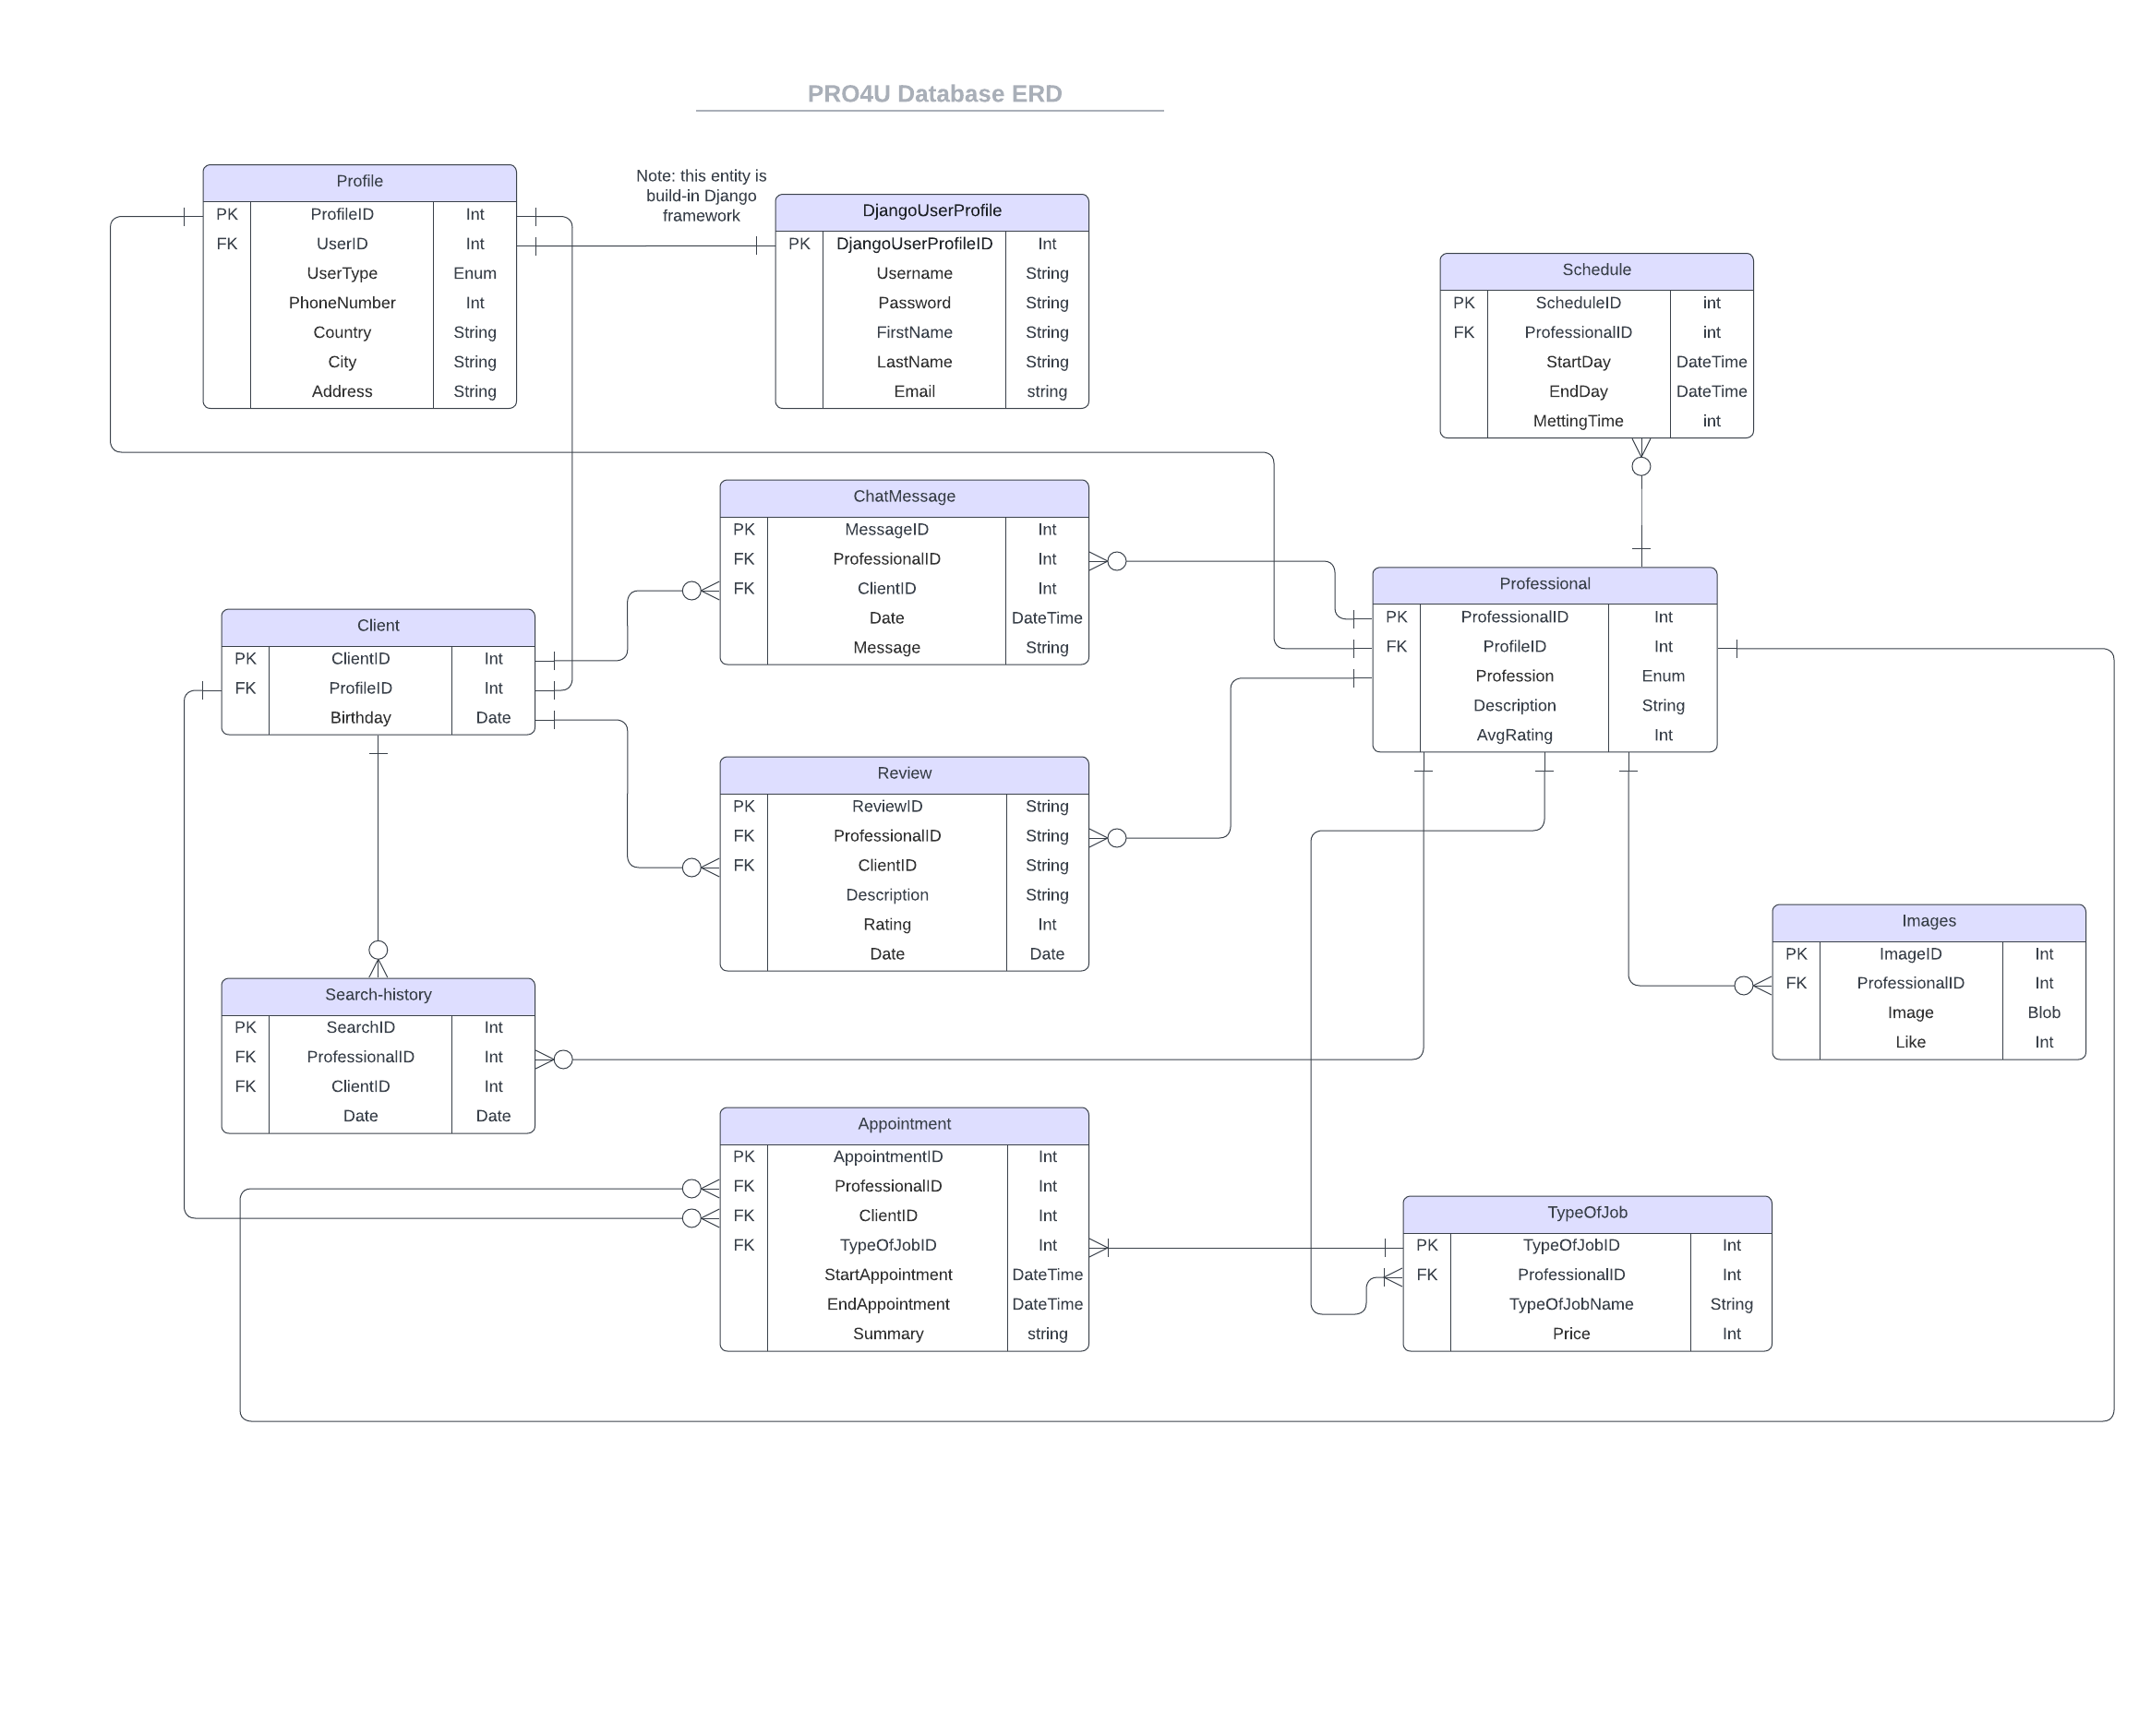 PRO4U Database ERD
Note: this entity is
build-in Django
framework
Profile
PK ProfileID Int
FK UserID Int
UserType Enum
PhoneNumber Int
Country String
City String
Address String
DjangoUserProfile
PK DjangoUserProfileID Int
Username String
Password String
FirstName String
LastName String
Email string
Schedule
PK ScheduleID int
FK ProfessionalID int
StartDay DateTime
EndDay DateTime
MettingTime int
ChatMessage
PK MessageID Int
FK ProfessionalID Int
FK ClientID Int
Date DateTime
Message String
Professional
PK ProfessionalID Int
FK ProfileID Int
Profession Enum
Description String
AvgRating Int
Client
PK ClientID Int
FK ProfileID Int
Birthday Date
Review
PK ReviewID String
FK ProfessionalID String
FK ClientID String
Description String
Rating Int
Date Date
Images
PK ImageID Int
FK ProfessionalID Int
Image Blob
Like Int
Search-history
PK SearchID Int
FK ProfessionalID Int
FK ClientID Int
Date Date
Appointment
PK AppointmentID Int
FK ProfessionalID Int
FK ClientID Int
FK TypeOfJobID Int
StartAppointment DateTime
EndAppointment DateTime
Summary string
TypeOfJob
PK TypeOfJobID Int
FK ProfessionalID Int
TypeOfJobName String
Price Int